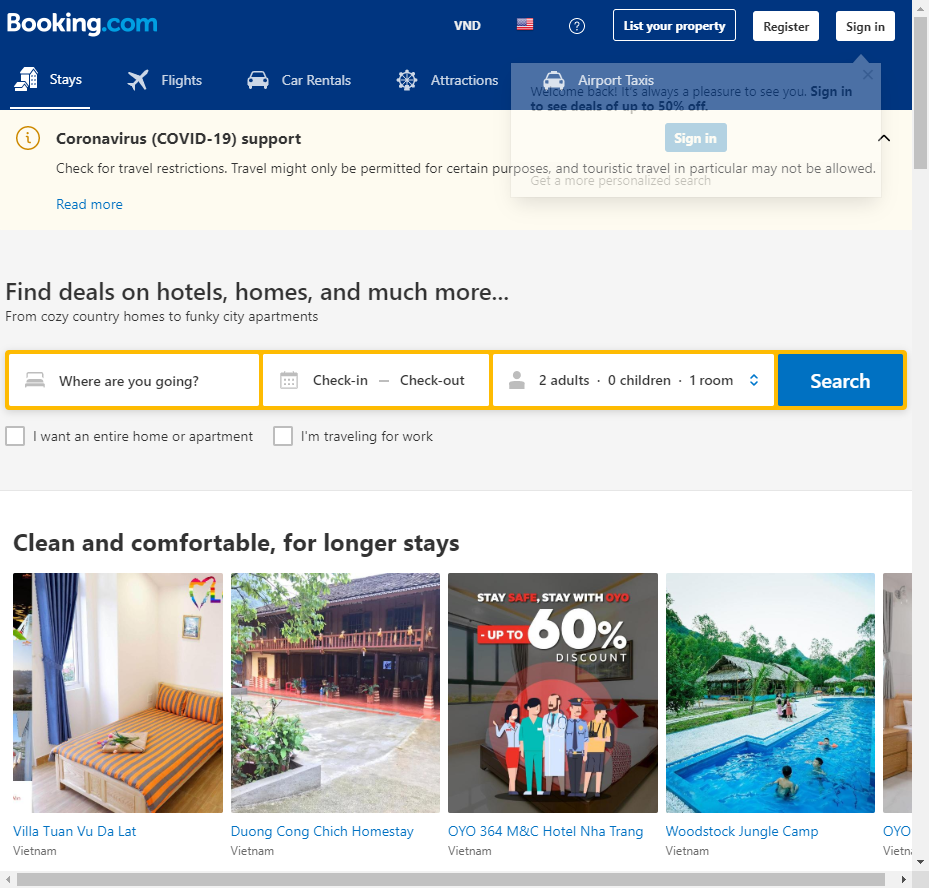 Booking.com
VND
List your property
Register
Sign in
Stays
Flights
Car Rentals
Attractions
Airport Taxis
Welcome back! It's always a pleasure to see you. Sign in
to see deals of up to 50% off.
Sign in
Get a more personalized search
Coronavirus (COVID-19) support
Check for travel restrictions. Travel might only be permitted for certain purposes, and touristic travel in particular may not be allowed.
Read more
Find deals on hotels, homes, and much more...
From cozy country homes to funky city apartments
Where are you going?
Check-in — Check-out
2 adults · 0 children · 1 room
Search
I want an entire home or apartment
I'm traveling for work
Clean and comfortable, for longer stays
STAY SAFE, STAY WITH OYO
- UP TO 60%
DISCOUNT
Villa Tuan Vu Da Lat
Vietnam
Duong Cong Chich Homestay
Vietnam
OYO 364 M&C Hotel Nha Trang
Vietnam
Woodstock Jungle Camp
Vietnam
OYO